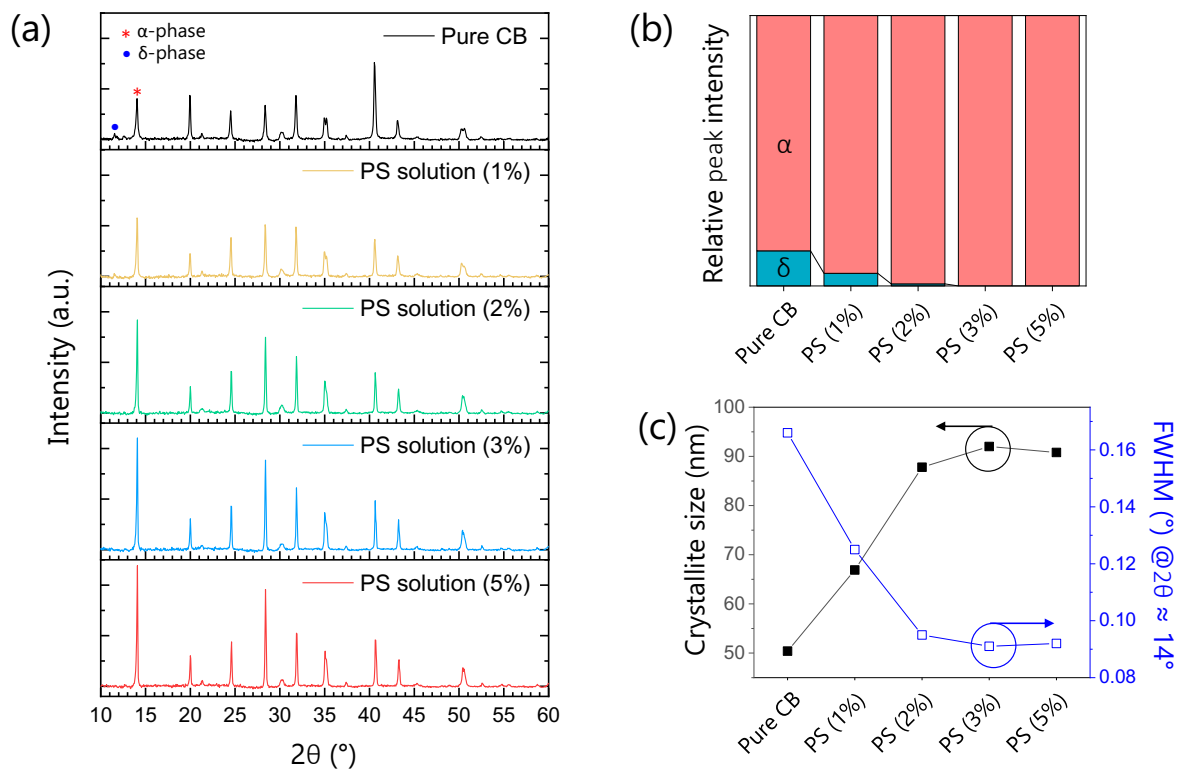 (a)
* α-phase
• δ-phase
Pure CB
PS solution (1%)
PS solution (2%)
PS solution (3%)
PS solution (5%)
Intensity (a.u.)
10 15 20 25 30 35 40 45 50 55 60
2θ (°)
(b)
Relative peak intensity
α
δ
Pure CB
PS (1%)
PS (2%)
PS (3%)
PS (5%)
(c)
Crystallite size (nm)
100
90
80
70
60
50
FWHM (°) @2θ ≈ 14°
0.16
0.14
0.12
0.10
0.08
Pure CB
PS (1%)
PS (2%)
PS (3%)
PS (5%)